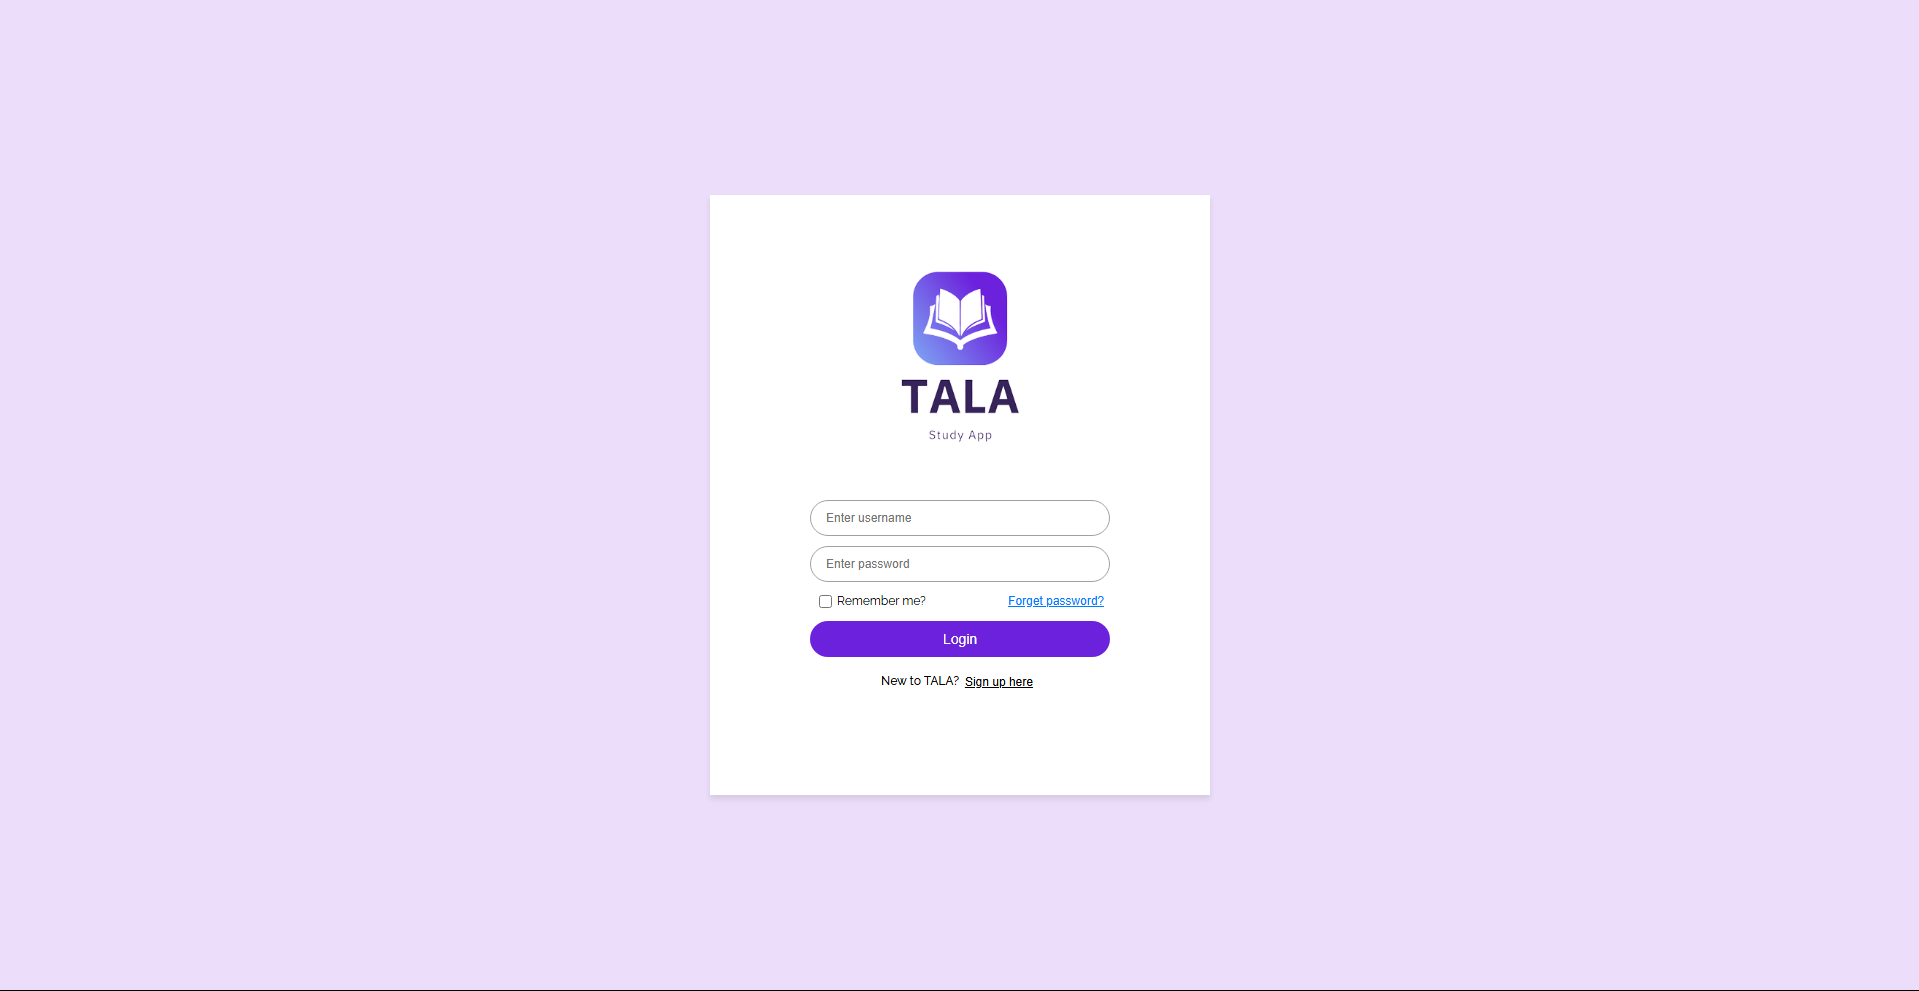 TALA
Study App
Enter username
Enter password
Remember me? Forget password?
Login
New to TALA? Sign up here